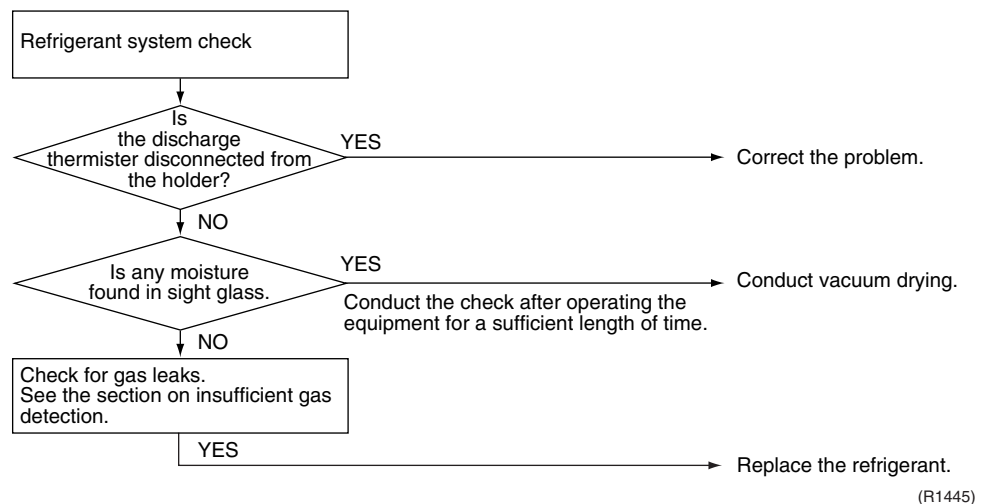 Refrigerant system check
Is
the discharge
thermister disconnected from
the holder?
YES
Correct the problem.
NO
Is any moisture
found in sight glass.
YES
Conduct the check after operating the
equipment for a sufficient length of time.
Conduct vacuum drying.
NO
Check for gas leaks.
See the section on insufficient gas
detection.
YES
Replace the refrigerant.
(R1445)